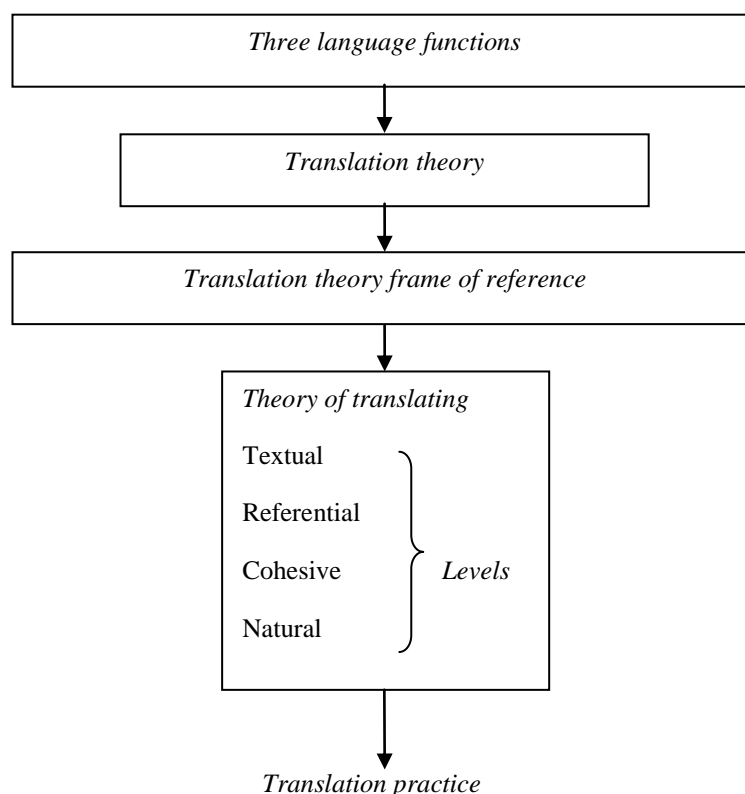 Three language functions
Translation theory
Translation theory frame of reference
Theory of translating
Textual
Referential
Cohesive Levels
Natural
Translation practice